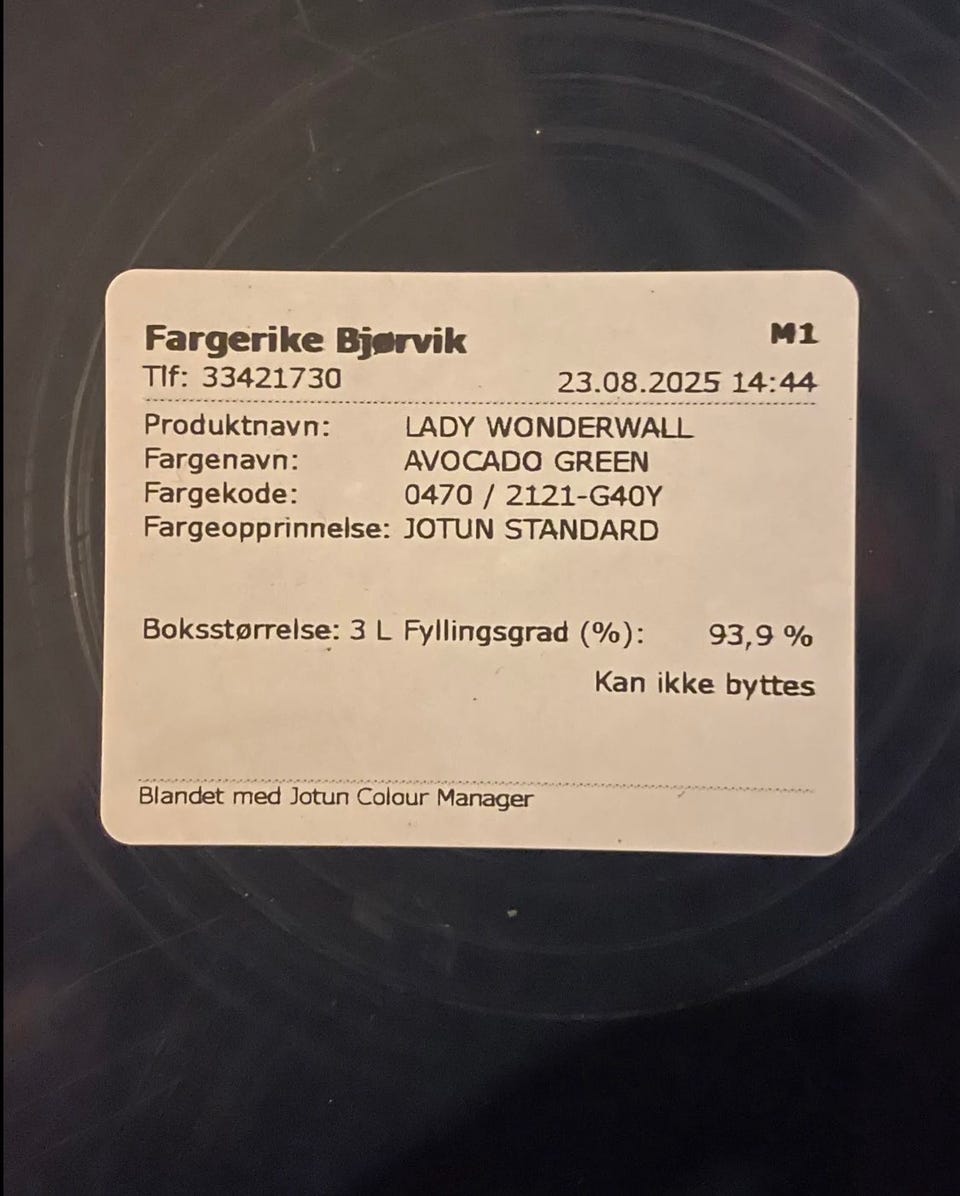 Fargerike Bjørvik M1
Tlf: 33421730 23.08.2025 14:44
Produktnavn: LADY WONDERWALL
Fargenavn: AVOCADO GREEN
Fargekode: 0470 / 2121-G40Y
Fargeopprinnelse: JOTUN STANDARD
Boksstørrelse: 3 L Fyllingsgrad (%): 93,9 %
Kan ikke byttes
Blandet med Jotun Colour Manager